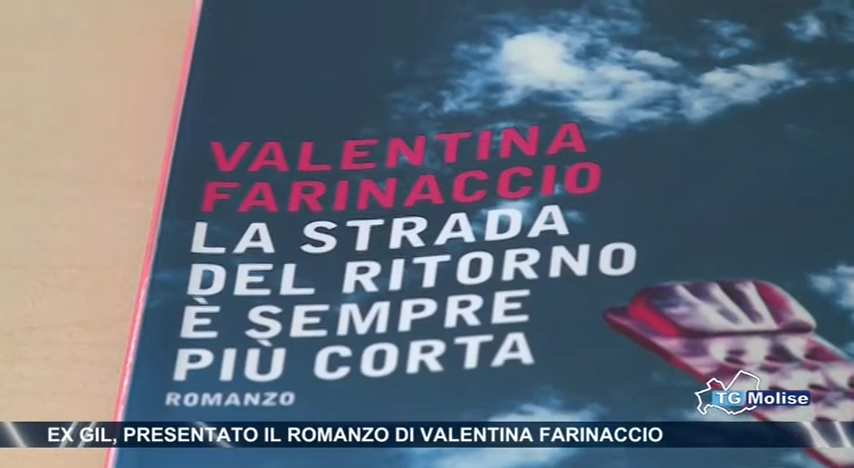 VALENTINA
FARINACCIO
LA STRADA
DEL RITORNO
È SEMPRE
PIÙ CORTA
ROMANZO
TG Molise
EX GIL, PRESENTATO IL ROMANZO DI VALENTINA FARINACCIO